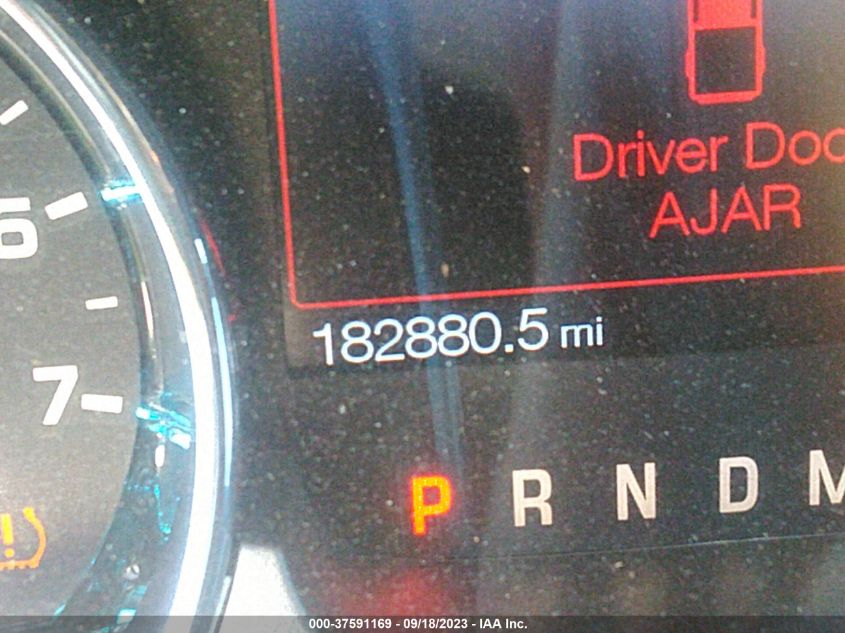 6
7
Driver Doo
AJAR
182880.5 mi
P R N D M
000-37591169 - 09/18/2023 - IAA Inc.